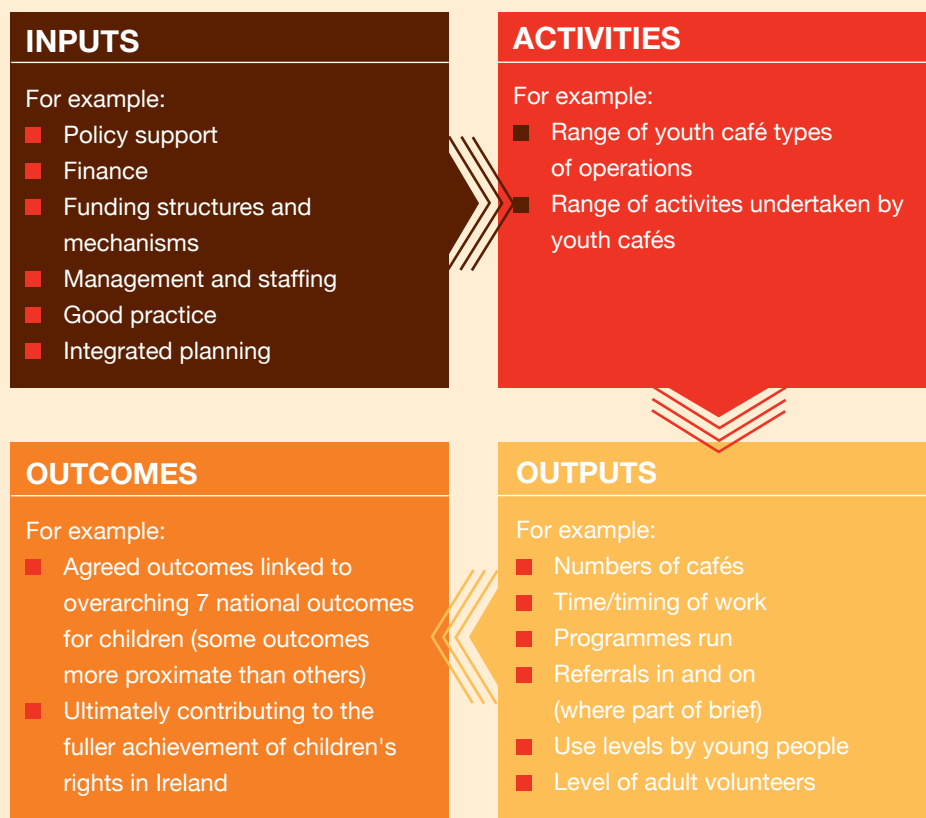 INPUTS
For example:
Policy support
Finance
Funding structures and
mechanisms
Management and staffing
Good practice
Integrated planning
ACTIVITIES
For example:
Range of youth café types
of operations
Range of activites undertaken by
youth cafés
OUTPUTS
For example:
Numbers of cafés
Time/timing of work
Programmes run
Referrals in and on
(where part of brief)
Use levels by young people
Level of adult volunteers
OUTCOMES
For example:
Agreed outcomes linked to
overarching 7 national outcomes
for children (some outcomes
more proximate than others)
Ultimately contributing to the
fuller achievement of children's
rights in Ireland